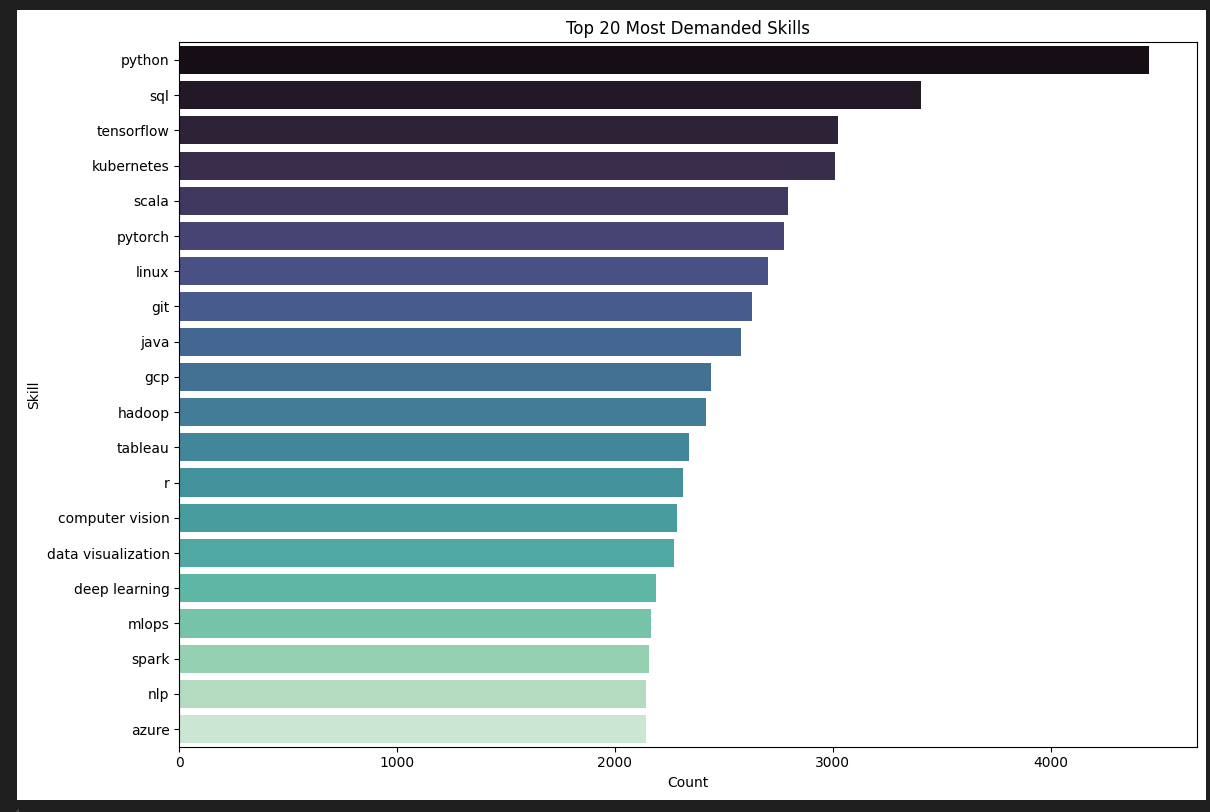 Top 20 Most Demanded Skills
python
sql
tensorflow
kubernetes
scala
pytorch
linux
git
java
gcp
hadoop
tableau
r
computer vision
data visualization
deep learning
mlops
spark
nlp
azure
Skill
0 1000 2000 3000 4000
Count